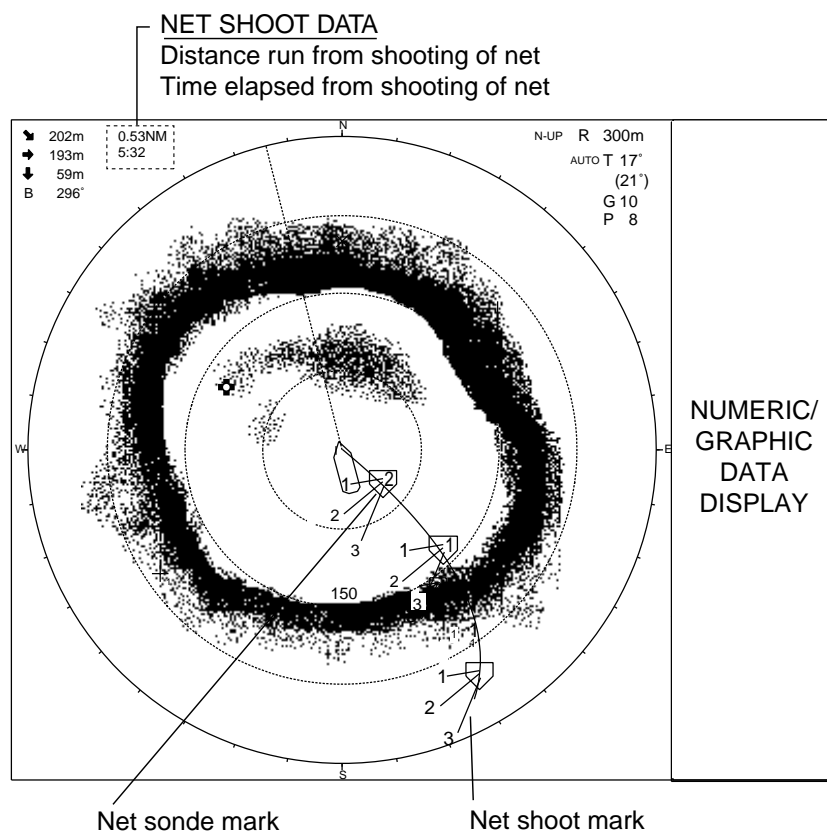 NET SHOOT DATA
Distance run from shooting of net
Time elapsed from shooting of net
202m
193m
59m
B 296°
0.53NM
5:32
N
N-UP R 300m
AUTO T 17°
(21°)
G 10
P 8
W
E
1
2
2
3
1
1
2
150
3
1
1
2
3
S
NUMERIC/
GRAPHIC
DATA
DISPLAY
Net sonde mark
Net shoot mark